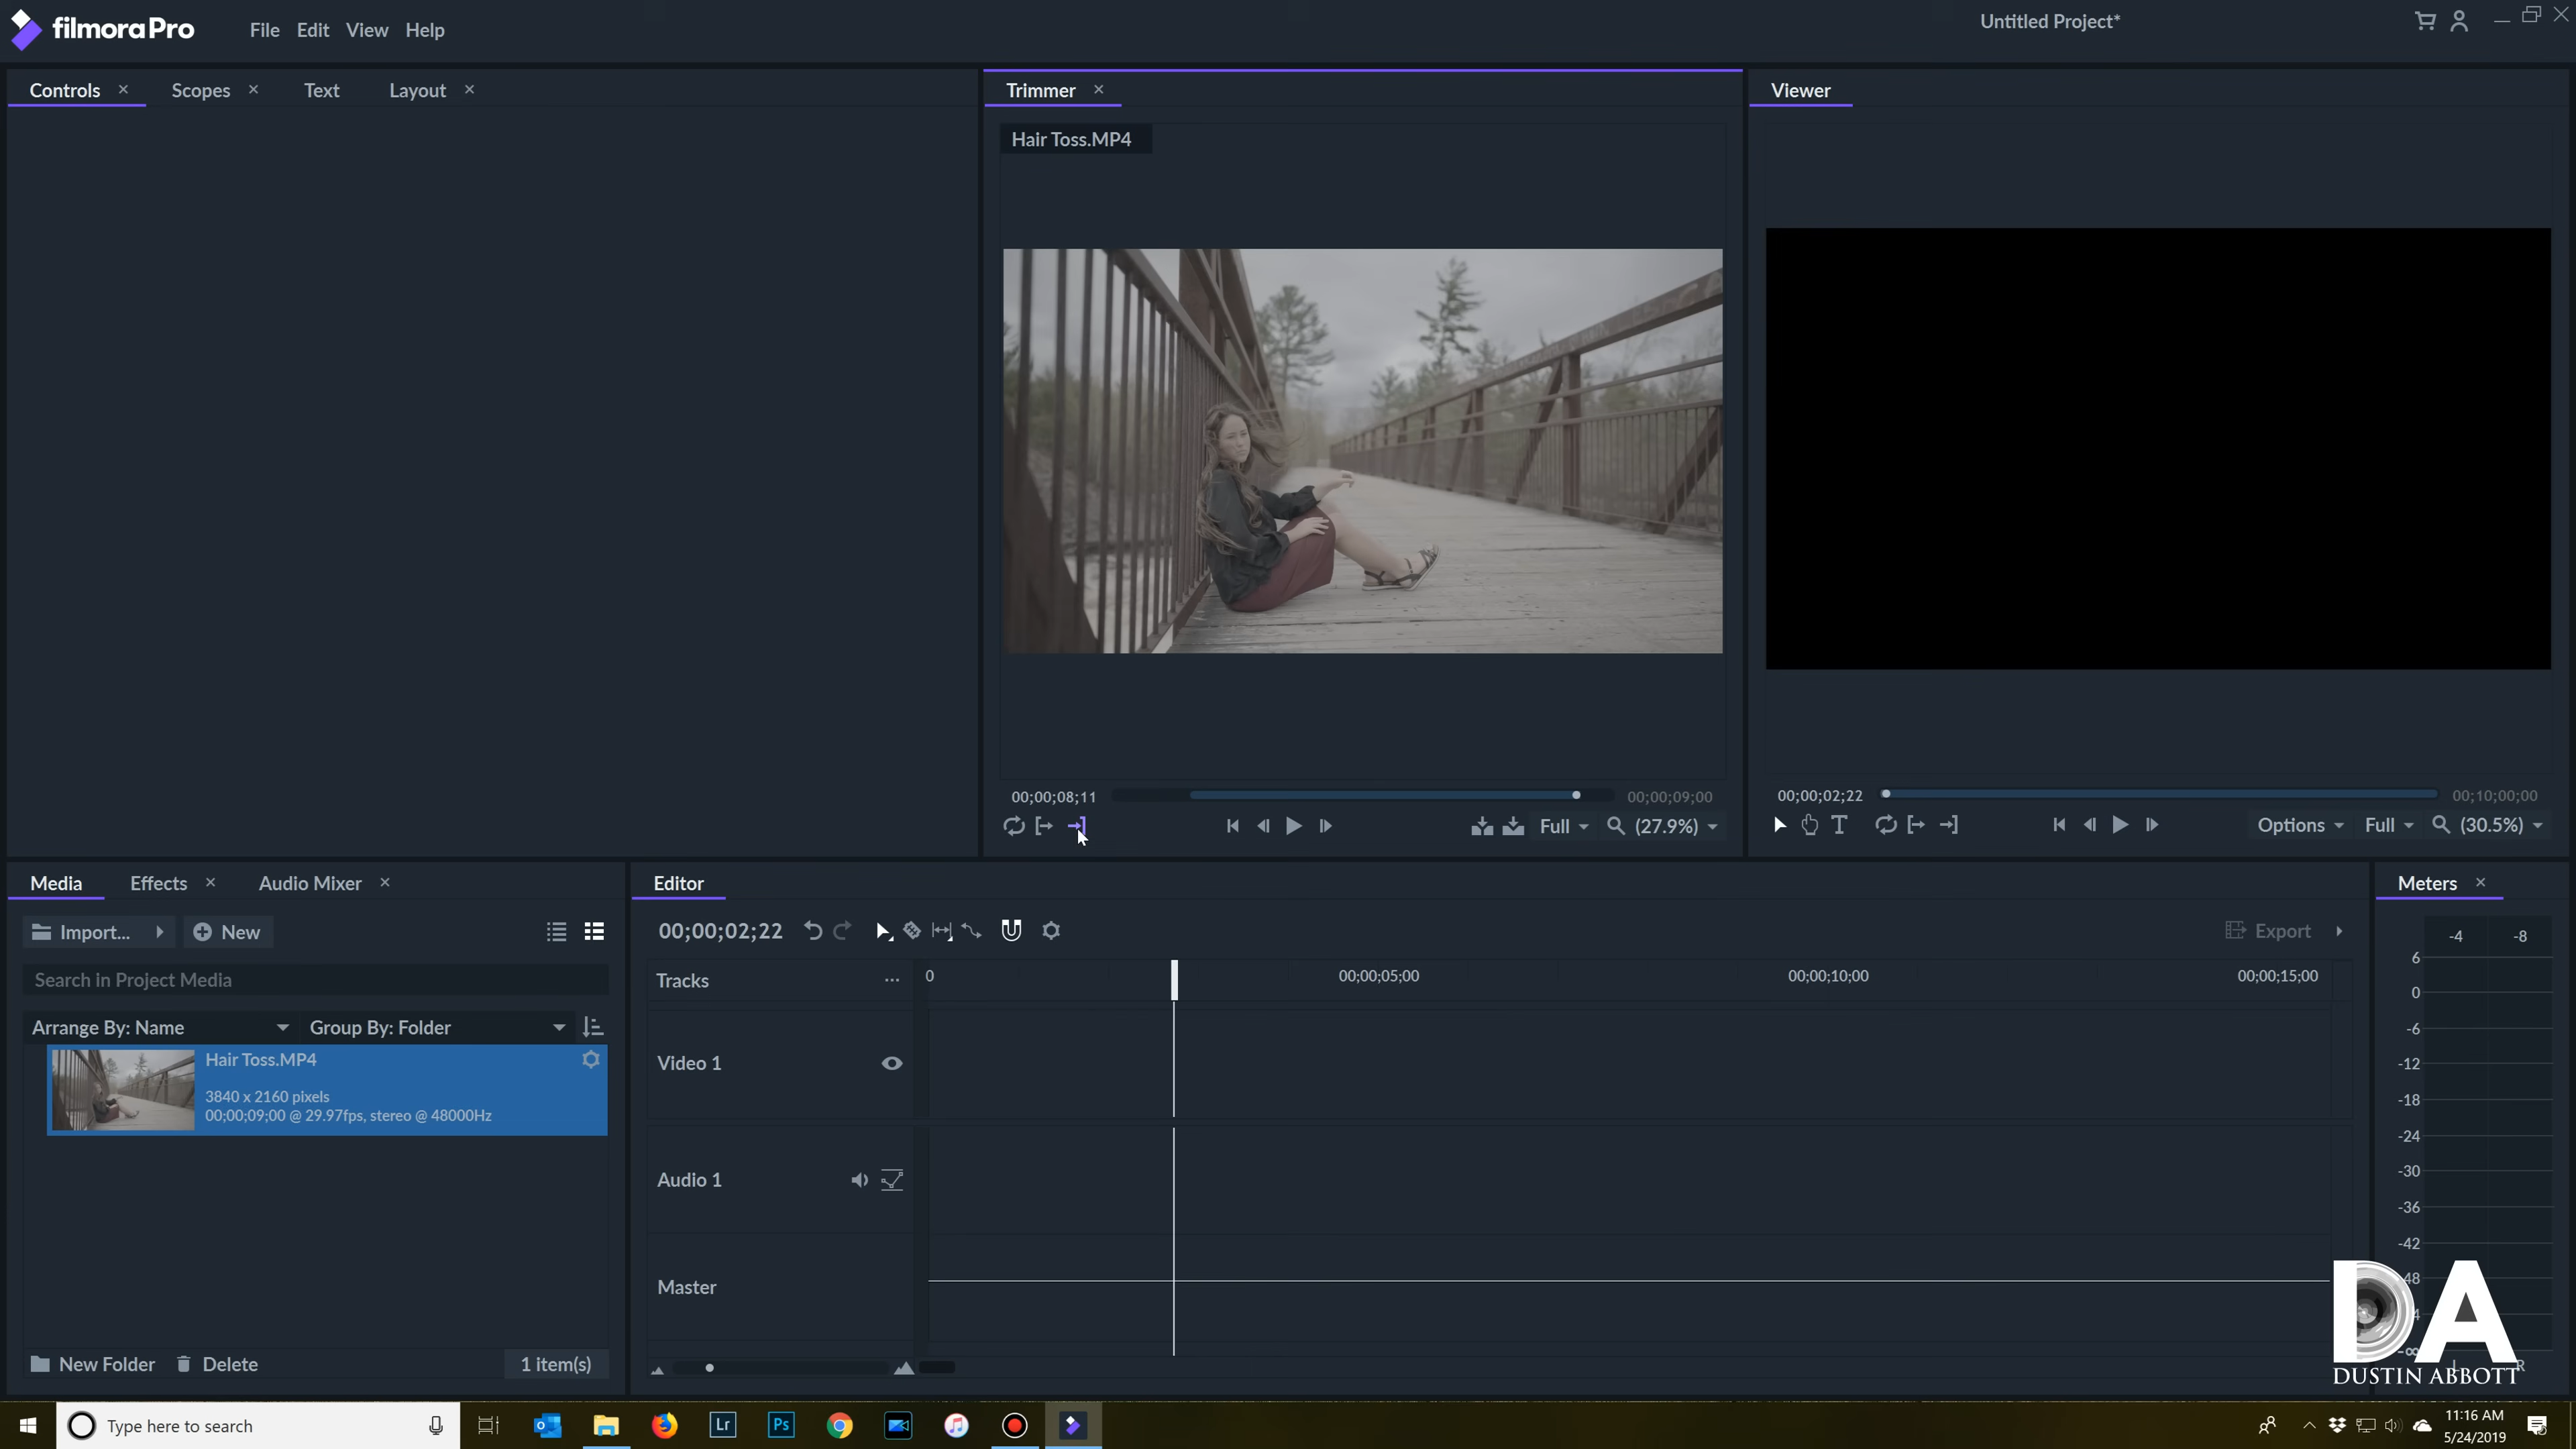 filmoraPro
File Edit View Help
Untitled Project*
Controls
Scopes
Text
Layout
Trimmer
Viewer
Hair Toss.MP4
00;00;08;11
00;00;09;00
Full
(27.9%)
00;00;02;22
00;10;00;00
Options
Full
(30.5%)
Media
Effects
Audio Mixer
Import...
New
Search in Project Media
Arrange By: Name
Group By: Folder
Hair Toss.MP4
3840 x 2160 pixels
00;00;09;00 @ 29.97fps, stereo @ 48000Hz
New Folder
Delete
1 item(s)
Editor
00;00;02;22
Export
Tracks
...
0
00;00;05;00
00;00;10;00
00;00;15;00
Video 1
Audio 1
Master
Meters
-4
-8
6
0
-6
-12
-18
-24
-30
-36
-42
48
-∞
R
DA
DUSTIN ABBOTT
Type here to search
Lr
Ps
11:16 AM
5/24/2019